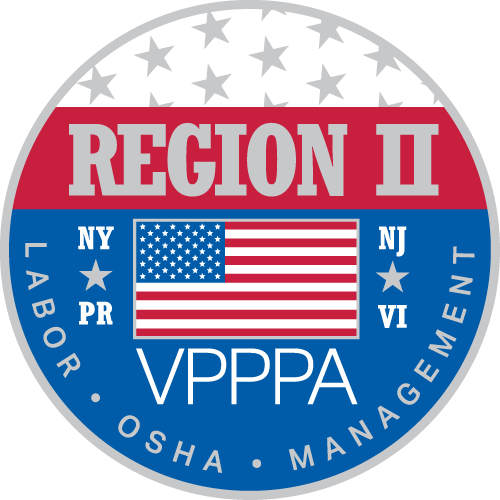 REGION II
NY
NJ
PR
VI
VPPPA
LABOR • OSHA • MANAGEMENT